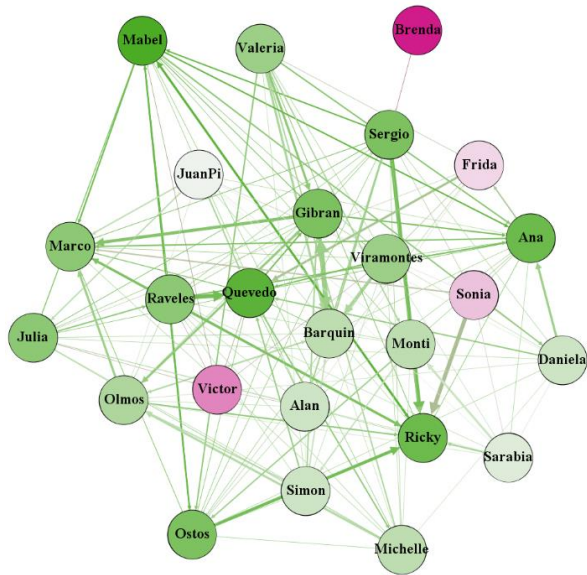 Brenda
Mabel
Valeria
Sergio
JuanPi
Frida
Gibran
Marco
Ana
Viramontes
Quevedo
Raveles
Sonia
Julia
Barquin
Monti
Daniela
Victor
Olmos
Alan
Ricky
Sarabia
Simon
Ostos
Michelle